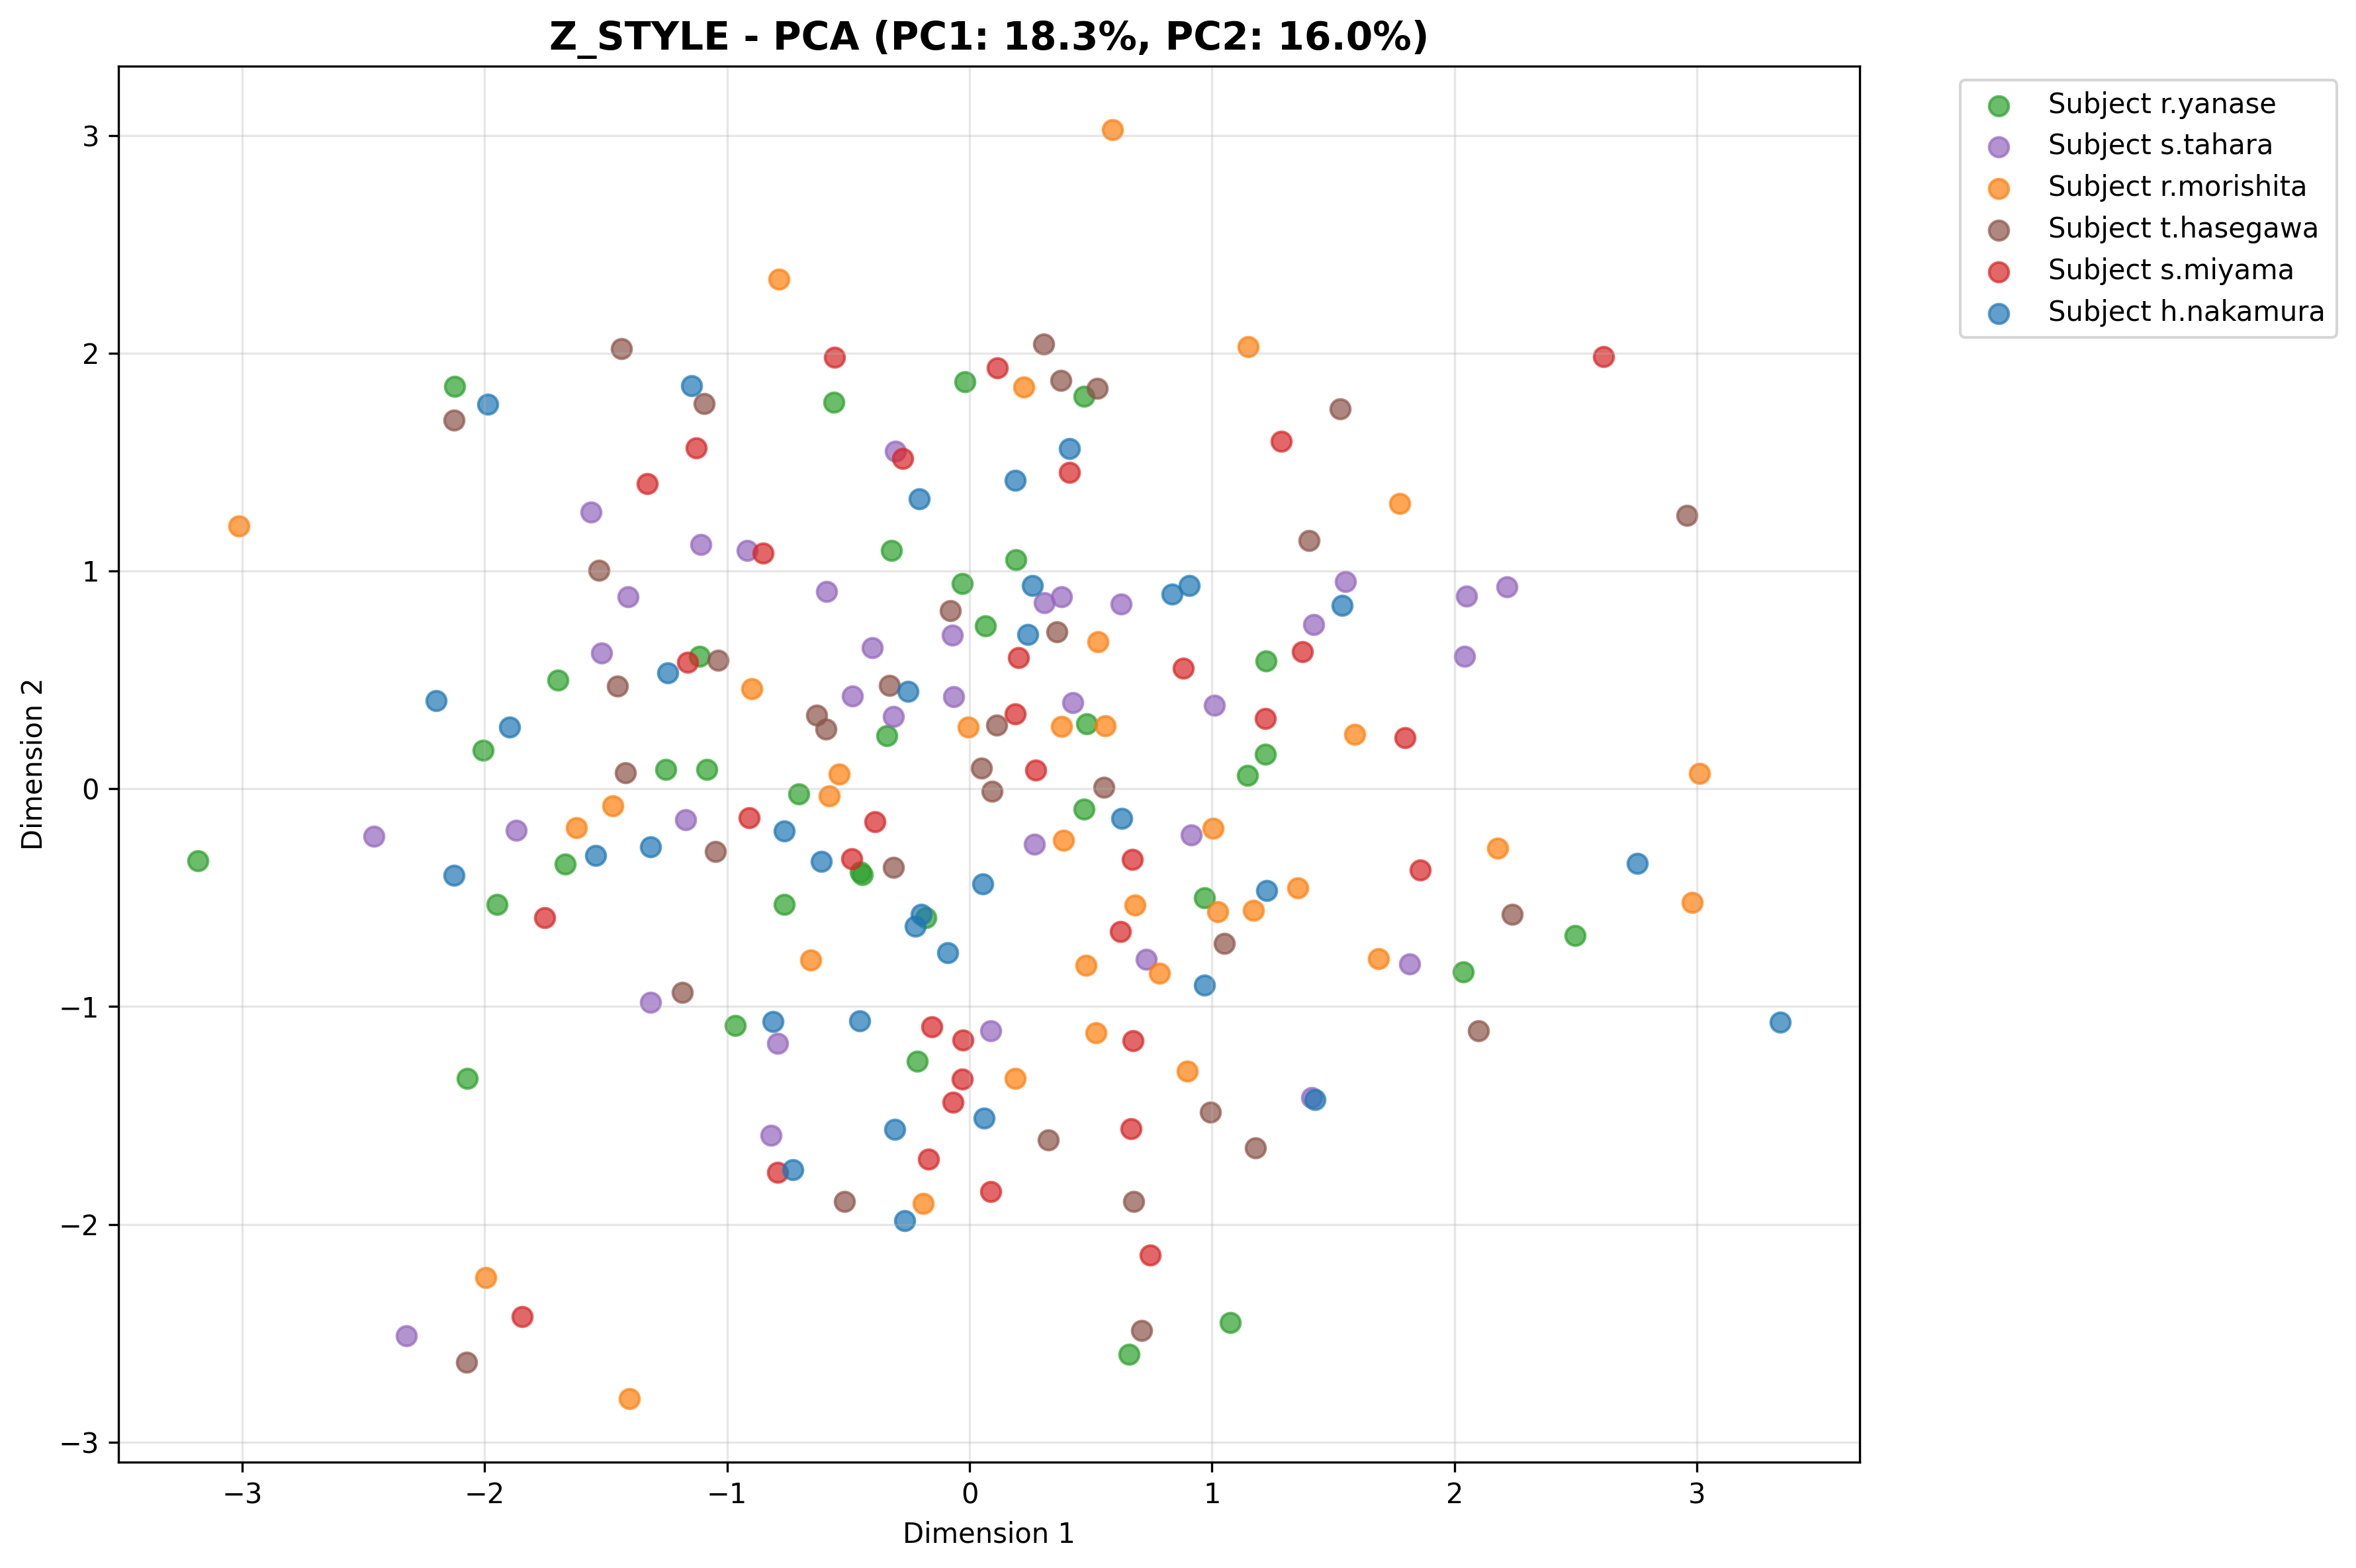 Z_STYLE - PCA (PC1: 18.3%, PC2: 16.0%)
Subject r.yanase
Subject s.tahara
Subject r.morishita
Subject t.hasegawa
Subject s.miyama
Subject h.nakamura
Dimension 2
3
2
1
0
−1
−2
−3
−3
−2
−1
0
1
2
3
Dimension 1